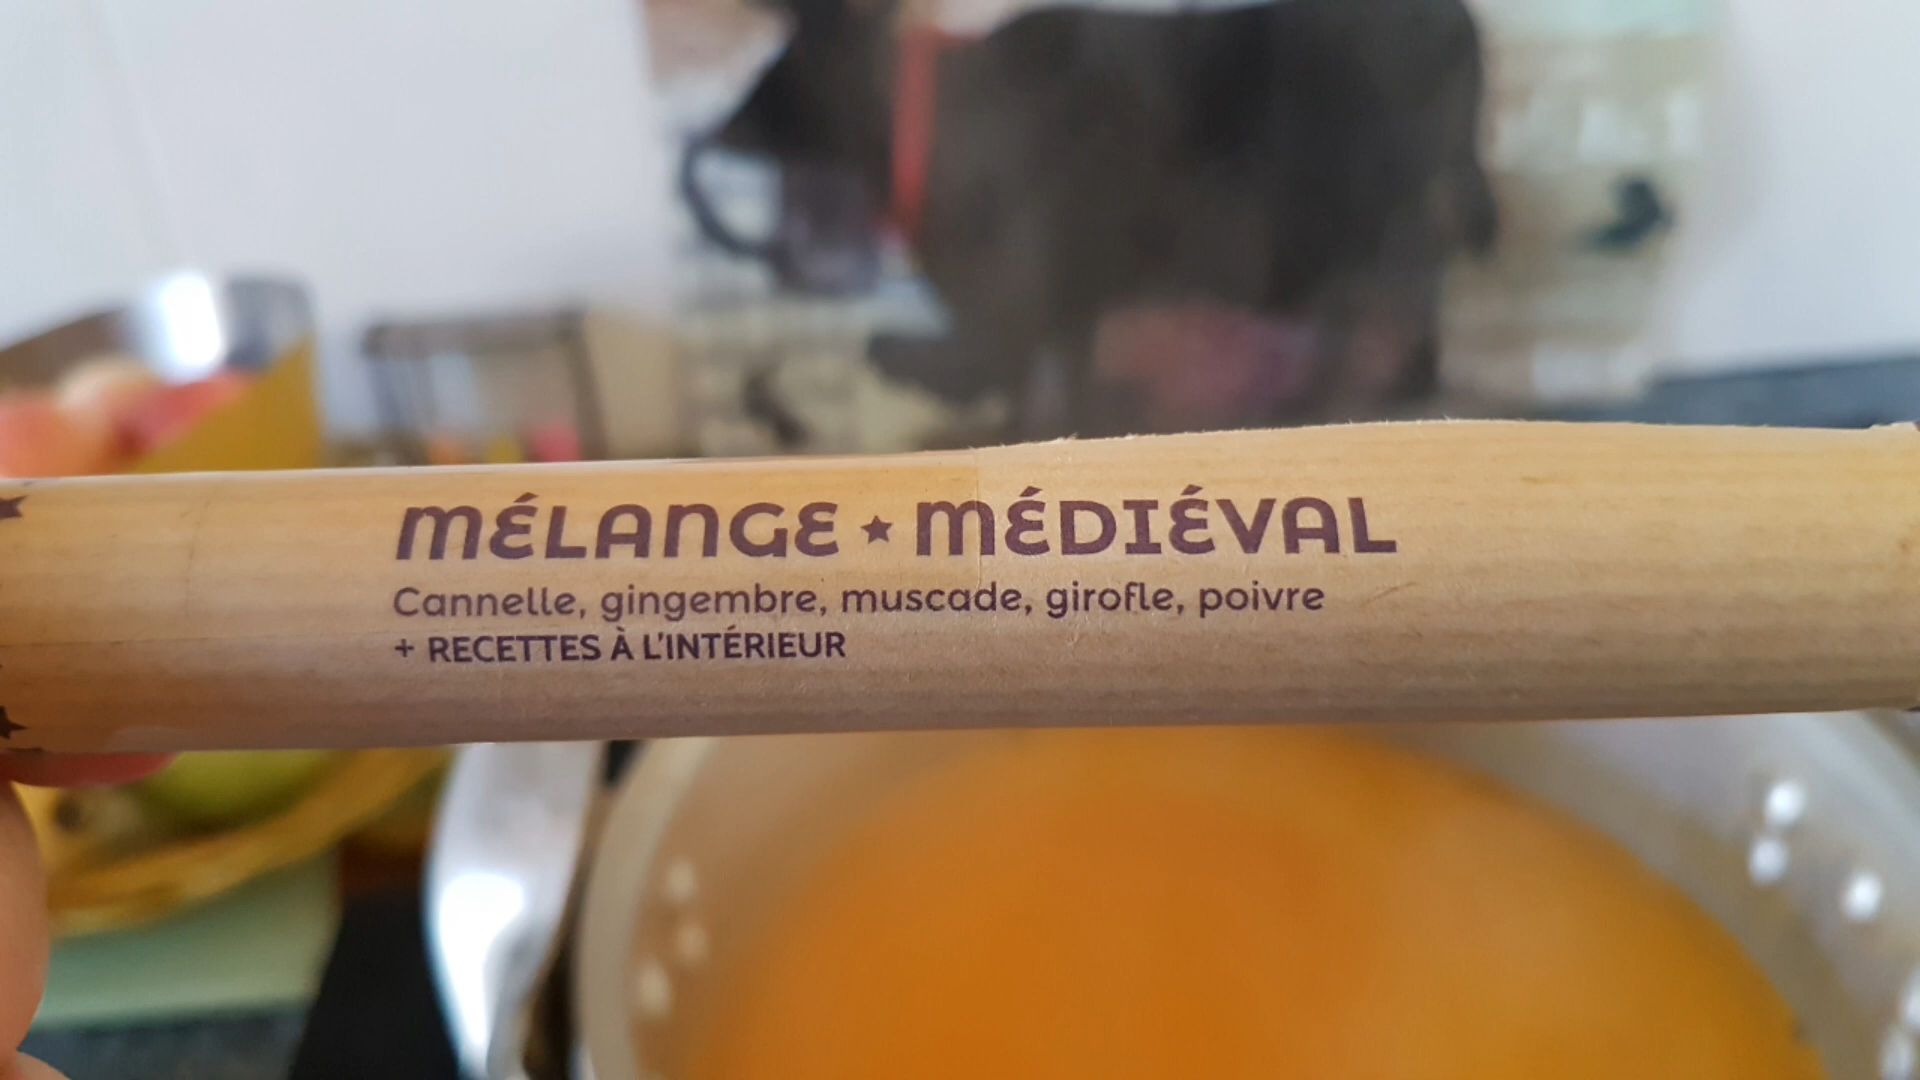 MÉLANGE ★ MÉDIÉVAL
Cannelle, gingembre, muscade, girofle, poivre
+ RECETTES À L'INTÉRIEUR